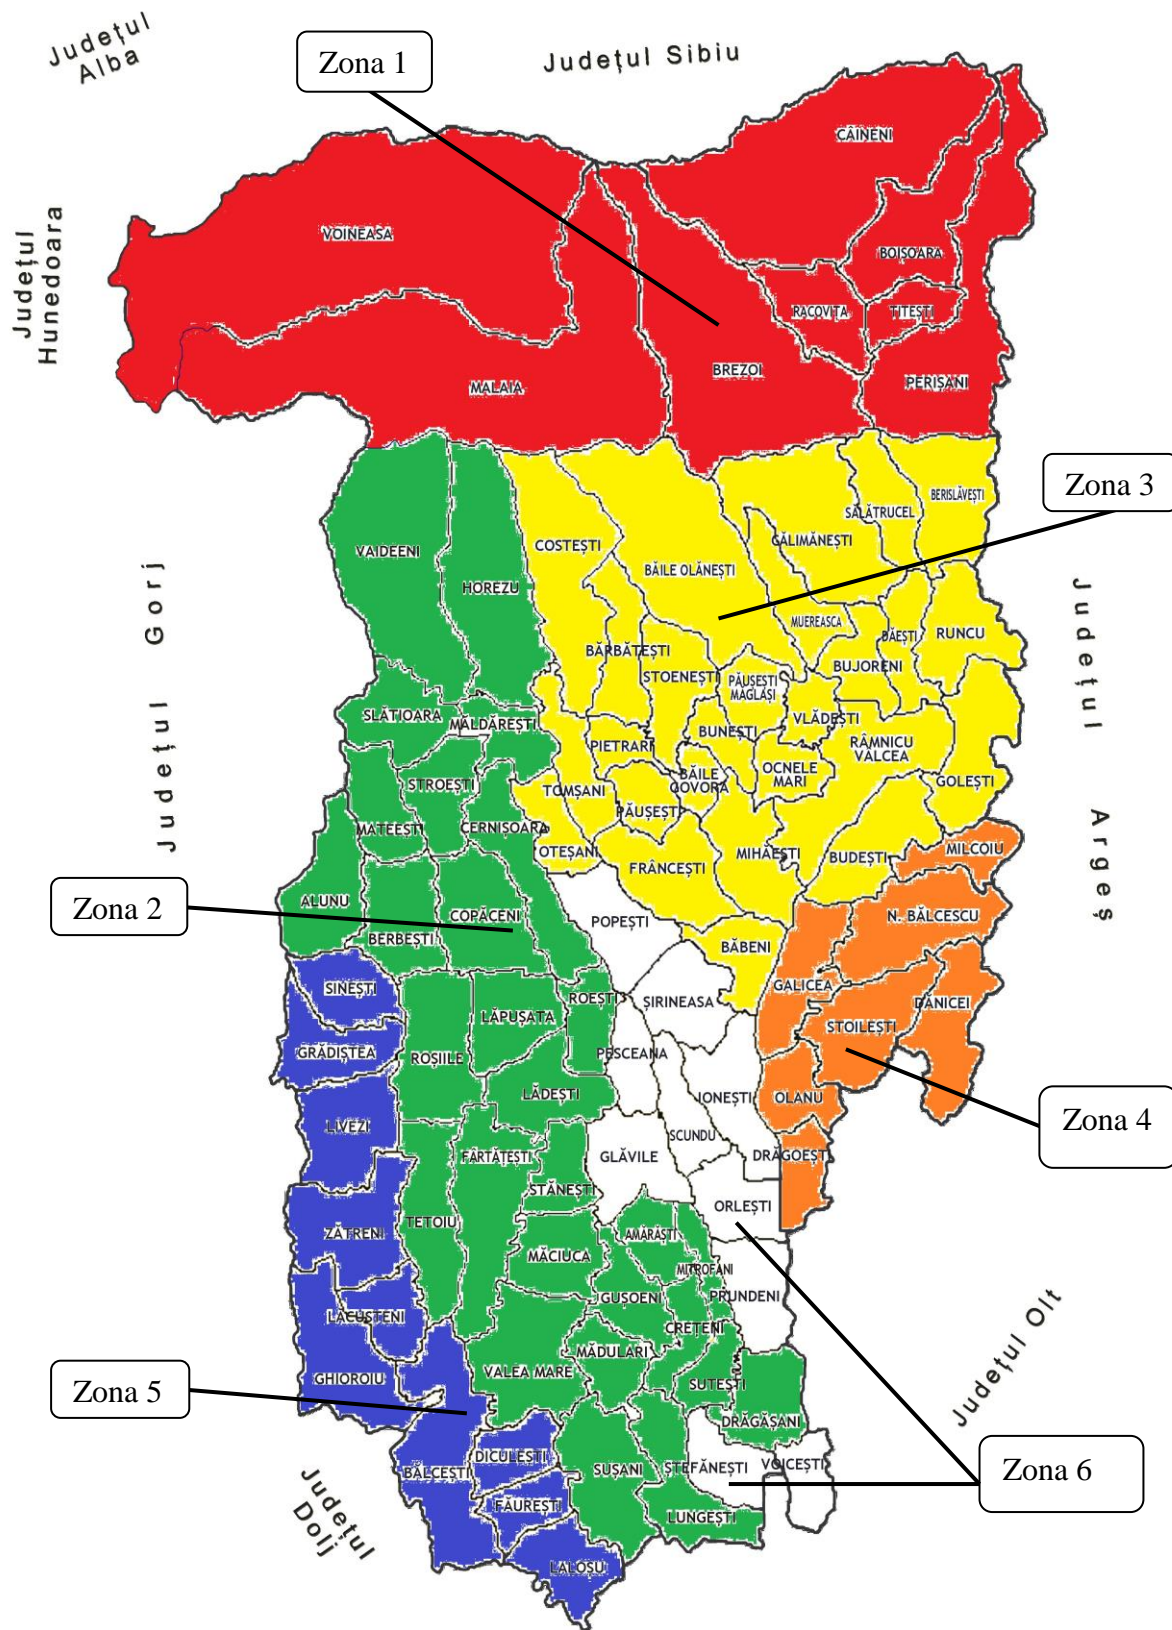 Județul
Alba
Zona 1
Județul Sibiu
CÂINENI
Județul
Hunedoara
VOINEASA
BOIȘOARA
RACOVIȚA
TITEȘTI
BREZOI
MALAIA
PERIȘANI
Zona 3
BERISLĂVEȘTI
SĂLĂTRUCEL
COSTEȘTI
GĂLIMĂNEȘTI
VAIDEENI
BĂILE OLĂNEȘTI
HOREZU
Județul Gorj
Județul Argeș
MUEREASCA
DĂEȘTI
RUNCU
BĂRBĂTEȘTI
STOENEȘTI
BUJORENI
PĂUȘEȘTI
MĂGLAȘI
SLĂTIOARA
MĂLDĂREȘTI
VLĂDEȘTI
BUNEȘTI
PIETRARI
RÂMNICU
VÂLCEA
OCNELE
MARI
BĂILE
GOVORA
STROEȘTI
TOMȘANI
GOLEȘTI
PĂUȘEȘTI
CERNIȘOARA
MATEEȘTI
OTEȘANI
MIHĂEȘTI
BUDEȘTI
MILCOIU
FRÂNCEȘTI
ALUNU
Zona 2
COPĂCENI
POPEȘTI
N. BĂLCESCU
BERBEȘTI
BĂBENI
SINEȘTI
ROEȘTI
ȘIRINEASA
GALICEA
DĂNICEI
LĂPUȘATA
STOILEȘTI
GRĂDIȘTEA
ROȘIILE
PESCEANA
LĂDEȘTI
IONEȘTI
OLANU
Zona 4
LIVEZI
SCUNDU
FÂRTĂȚEȘTI
GLĂVILE
DRĂGOEȘTI
STĂNEȘTI
ORLEȘTI
TETOIU
ZĂTRENI
AMĂRĂȘTI
MĂCIUCA
MITROFANI
GUȘOENI
PRUNDENI
LĂCUSTENI
CREȚENI
MĂDULARI
Județul Olt
GHIOROIU
VALEA MARE
SUTEȘTI
Zona 5
DRĂGĂȘANI
DICULEȘTI
BĂLCEȘTI
SUȘANI
ȘTEFĂNEȘTI
VOICEȘTI
Zona 6
FĂUREȘTI
LUNGEȘTI
Județul
Dolj
LALOȘU